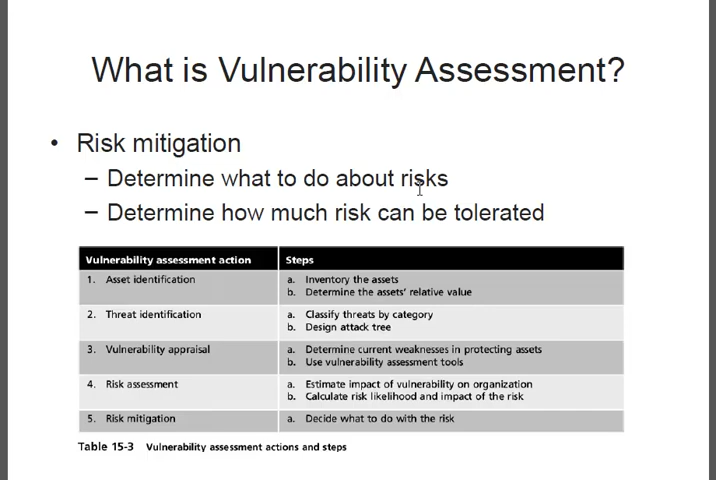 What is Vulnerability Assessment?
• Risk mitigation
– Determine what to do about risks
– Determine how much risk can be tolerated
Vulnerability assessment action Steps
1. Asset identification a. Inventory the assets
b. Determine the assets' relative value
2. Threat identification a. Classify threats by category
b. Design attack tree
3. Vulnerability appraisal a. Determine current weaknesses in protecting assets
b. Use vulnerability assessment tools
4. Risk assessment a. Estimate impact of vulnerability on organization
b. Calculate risk likelihood and impact of the risk
5. Risk mitigation a. Decide what to do with the risk
Table 15-3 Vulnerability assessment actions and steps